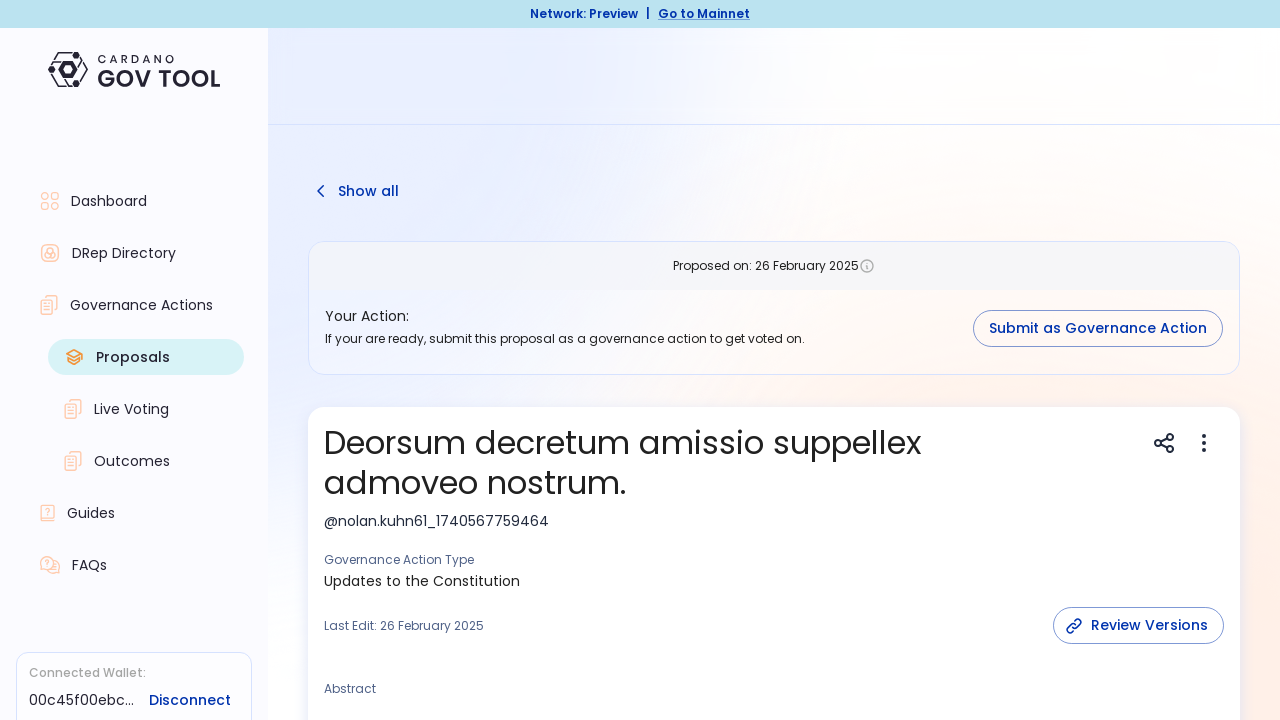 Network: Preview | Go to Mainnet
CARDANO
GOV TOOL
Dashboard
DRep Directory
Governance Actions
Proposals
Live Voting
Outcomes
Guides
FAQs
Connected Wallet:
00c45f00ebc... Disconnect
Show all
Proposed on: 26 February 2025
Your Action:
If your are ready, submit this proposal as a governance action to get voted on.
Submit as Governance Action
Deorsum decretum amissio suppellex
admoveo nostrum.
@nolan.kuhn61_1740567759464
Governance Action Type
Updates to the Constitution
Last Edit: 26 February 2025
Review Versions
Abstract